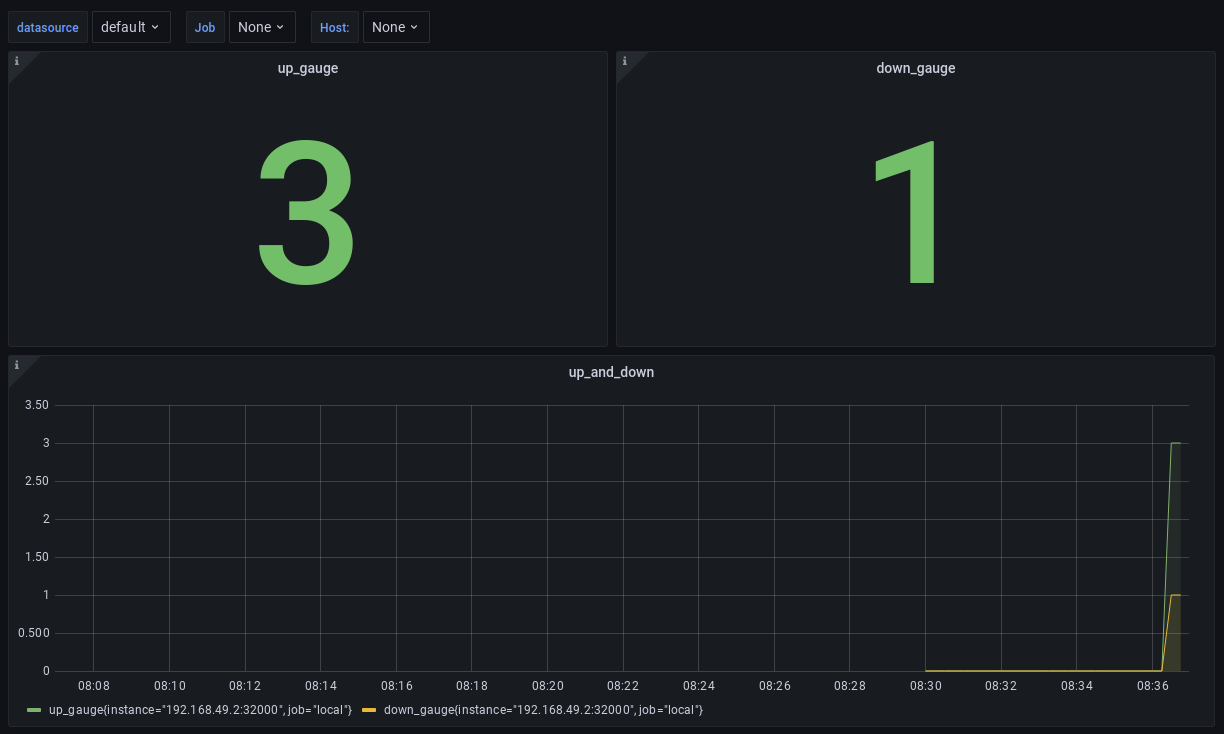 datasource default Job None Host: None
i i
up_gauge down_gauge
3 1
i
up_and_down
3.50
3
2.50
2
1.50
1
0.500
0
08:08 08:10 08:12 08:14 08:16 08:18 08:20 08:22 08:24 08:26 08:28 08:30 08:32 08:34 08:36
up_gauge{instance="192.168.49.2:32000", job="local"} down_gauge{instance="192.168.49.2:32000", job="local"}